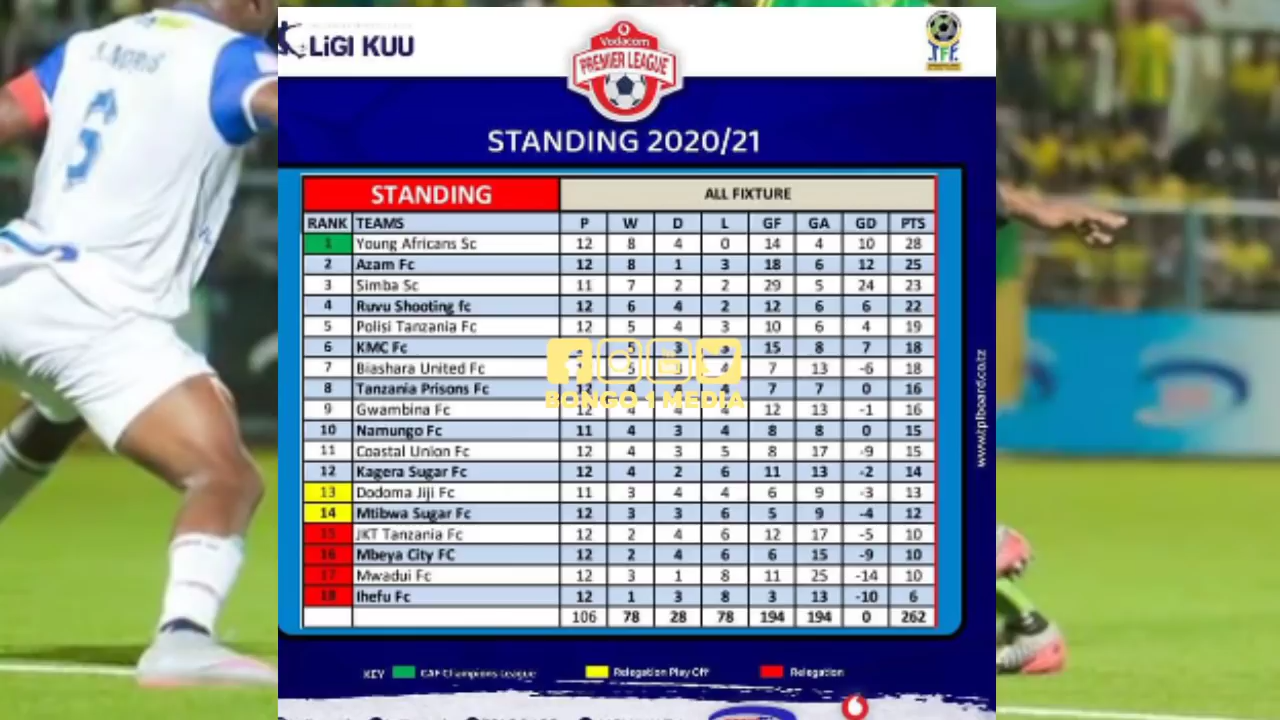 LiGI KUU
Vodacom
PREMIER LEAGUE
TFF
STANDING 2020/21
STANDING ALL FIXTURE
RANK TEAMS P W D L GF GA GD PTS
1 Young Africans Sc 12 8 4 0 14 4 10 28
2 Azam Fc 12 8 1 3 18 6 12 25
3 Simba Sc 11 7 2 2 29 5 24 23
4 Ruvu Shooting fc 12 6 4 2 12 6 6 22
5 Polisi Tanzania Fc 12 5 4 3 10 6 4 19
6 KMC Fc 5 3 15 8 7 18
7 Biashara United Fc 4 7 13 -6 18
8 Tanzania Prisons Fc 12 4 4 4 7 7 0 16
9 Gwambina Fc 12 4 4 4 12 13 -1 16
10 Namungo Fc 11 4 3 4 8 8 0 15
11 Coastal Union Fc 12 4 3 5 8 17 -9 15
12 Kagera Sugar Fc 12 4 2 6 11 13 -2 14
13 Dodoma Jiji Fc 11 3 4 4 6 9 -3 13
14 Mtibwa Sugar Fc 12 3 3 6 5 9 -4 12
15 JKT Tanzania Fc 12 2 4 6 12 17 -5 10
16 Mbeya City FC 12 2 4 6 6 15 -9 10
17 Mwadui Fc 12 3 1 8 11 25 -14 10
18 Ihefu Fc 12 1 3 8 3 13 -10 6
106 78 28 78 194 194 0 262
BONGO 1 MEDIA
KEY CAF Champions League Relegation Play Off Relegation
www.tplboard.co.tz
5